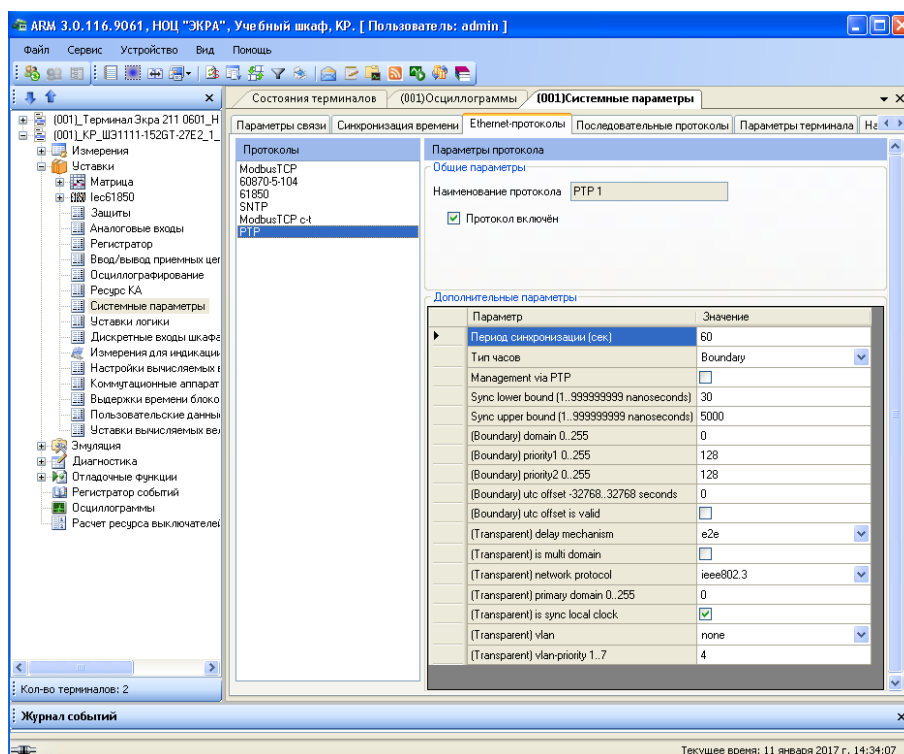 ARM 3.0.116.9061, НОЦ "ЭКРА", Учебный шкаф, КР. [ Пользователь: admin ]
Файл Сервис Устройство Вид Помощь
Состояния терминалов (001)Осциллограммы (001)Системные параметры
(001)_Терминал Экра 211 0601_Н
(001)_КР_ШЭ1111-152GT-27E2_1_
Измерения
Уставки
Матрица
Iec61850
Защиты
Аналоговые входы
Регистратор
Ввод/вывод приемных цеп
Осциллографирование
Ресурс КА
Системные параметры
Уставки логики
Дискретные входы шкафа
Измерения для индикации
Настройки вычисляемых в
Коммутационные аппарат
Выдержки времени блоко
Пользовательские данные
Уставки вычисляемых вел
Эмуляция
Диагностика
Отладочные функции
Регистратор событий
Осциллограммы
Расчет ресурса выключателей
Кол-во терминалов: 2
Параметры связи Синхронизация времени Ethernet-протоколы Последовательные протоколы Параметры терминала На
Протоколы
ModbusTCP
60870-5-104
61850
SNTP
ModbusTCP c-t
PTP
Параметры протокола
Общие параметры
Наименование протокола PTP 1
Протокол включён
Дополнительные параметры
Параметр Значение
Период синхронизации (сек) 60
Тип часов Boundary
Management via PTP
Sync lower bound (1..999999999 nanoseconds) 30
Sync upper bound (1..999999999 nanoseconds) 5000
(Boundary) domain 0..255 0
(Boundary) priority1 0..255 128
(Boundary) priority2 0..255 128
(Boundary) utc offset -32768..32768 seconds 0
(Boundary) utc offset is valid
(Transparent) delay mechanism e2e
(Transparent) is multi domain
(Transparent) network protocol ieee802.3
(Transparent) primary domain 0..255 0
(Transparent) is sync local clock
(Transparent) vlan none
(Transparent) vlan-priority 1..7 4
Журнал событий
Текущее время: 11 января 2017 г. 14:34:07